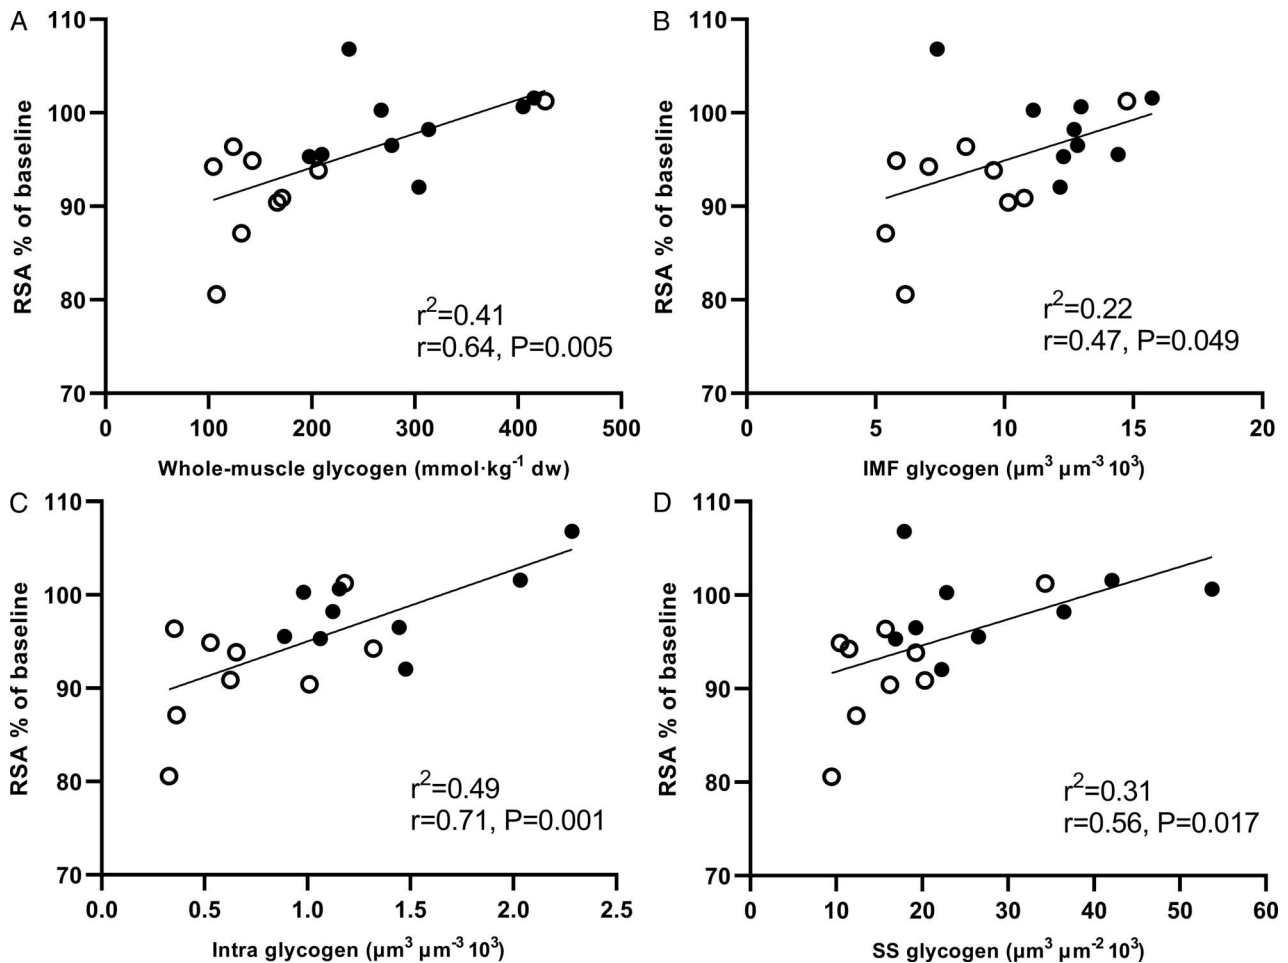 A
RSA % of baseline
110
100
90
80
70
r²=0.41
r=0.64, P=0.005
0 100 200 300 400 500
Whole-muscle glycogen (mmol·kg⁻¹ dw)
B
RSA % of baseline
110
100
90
80
70
r²=0.22
r=0.47, P=0.049
0 5 10 15 20
IMF glycogen (µm³ µm⁻³ 10³)
C
RSA % of baseline
110
100
90
80
70
r²=0.49
r=0.71, P=0.001
0.0 0.5 1.0 1.5 2.0 2.5
Intra glycogen (µm³ µm⁻³ 10³)
D
RSA % of baseline
110
100
90
80
70
r²=0.31
r=0.56, P=0.017
0 10 20 30 40 50 60
SS glycogen (µm³ µm⁻² 10³)